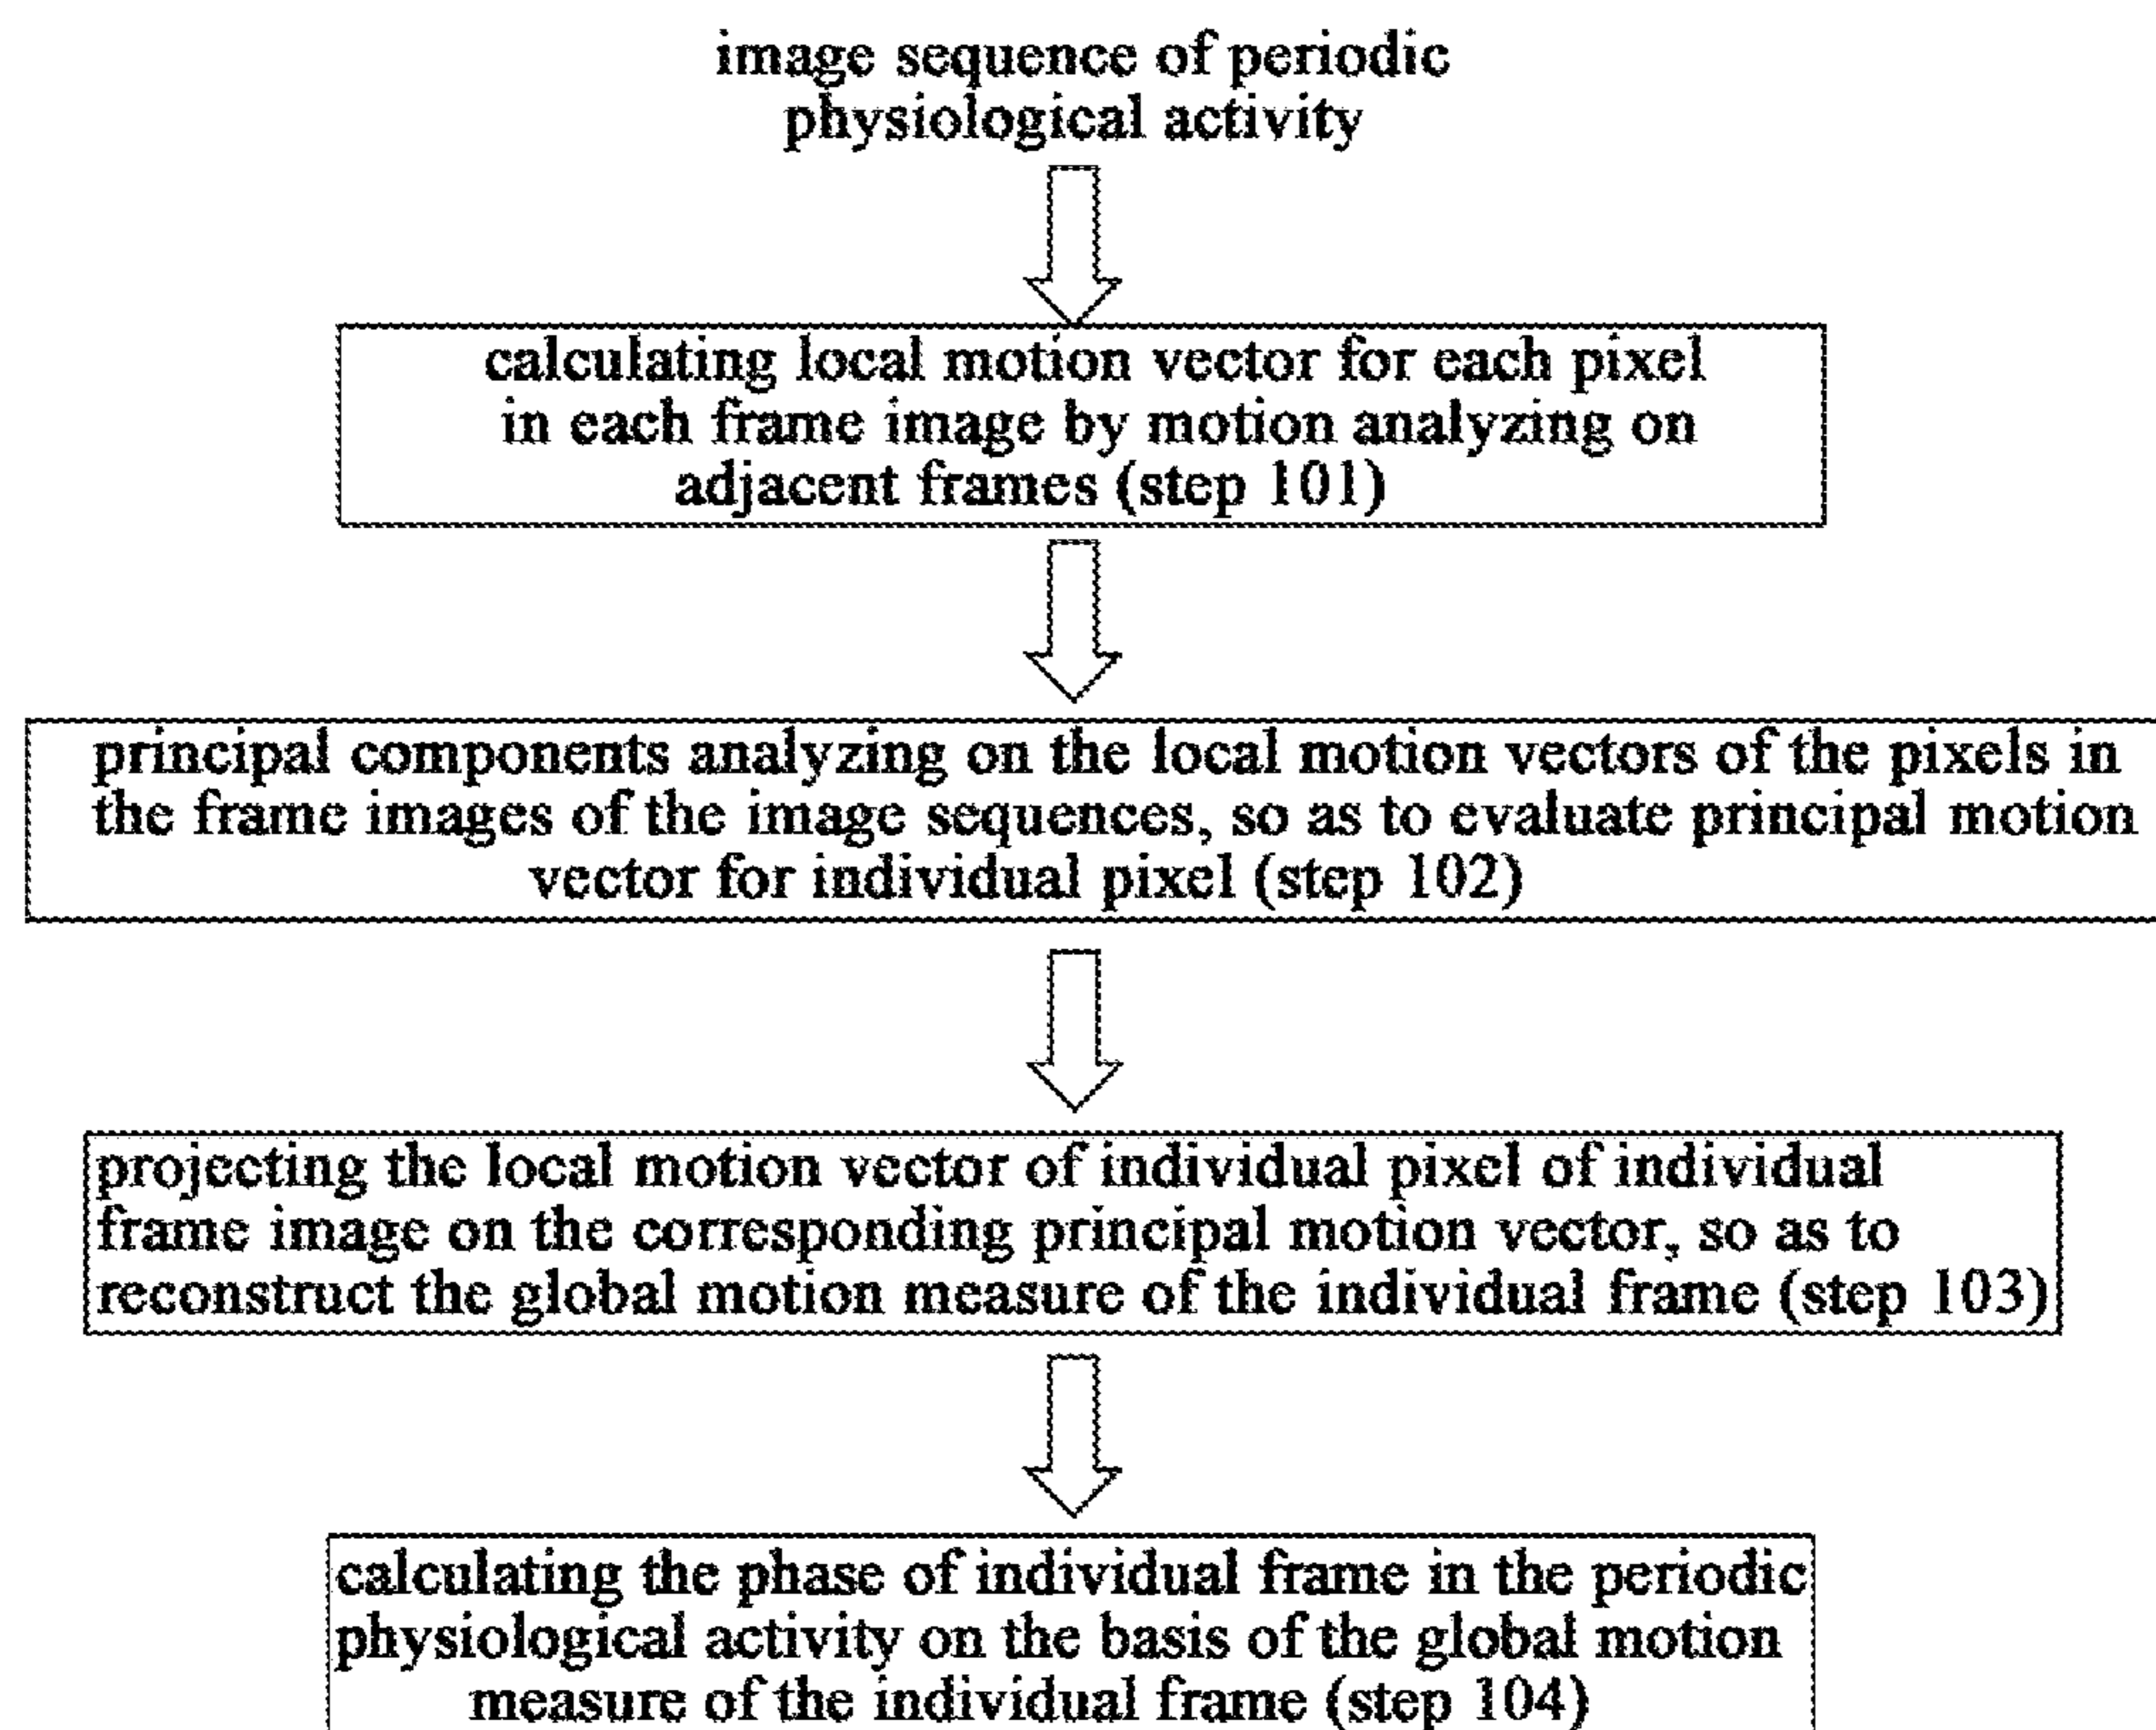 image sequence of periodic
physiological activity
calculating local motion vector for each pixel
in each frame image by motion analyzing on
adjacent frames (step 101)
principal components analyzing on the local motion vectors of the pixels in
the frame images of the image sequences, so as to evaluate principal motion
vector for individual pixel (step 102)
projecting the local motion vector of individual pixel of individual
frame image on the corresponding principal motion vector, so as to
reconstruct the global motion measure of the individual frame (step 103)
calculating the phase of individual frame in the periodic
physiological activity on the basis of the global motion
measure of the individual frame (step 104)